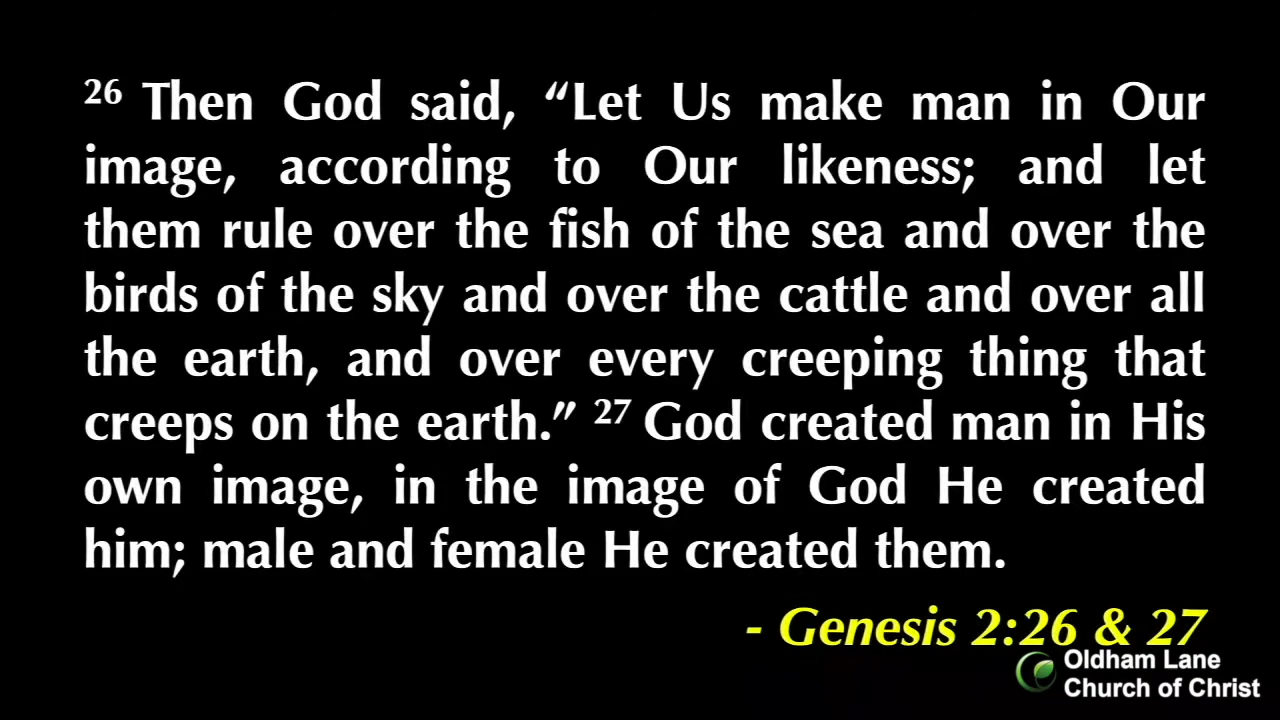 26 Then God said, “Let Us make man in Our
image, according to Our likeness; and let
them rule over the fish of the sea and over the
birds of the sky and over the cattle and over all
the earth, and over every creeping thing that
creeps on the earth.” 27 God created man in His
own image, in the image of God He created
him; male and female He created them.
- Genesis 2:26 & 27
Oldham Lane
Church of Christ